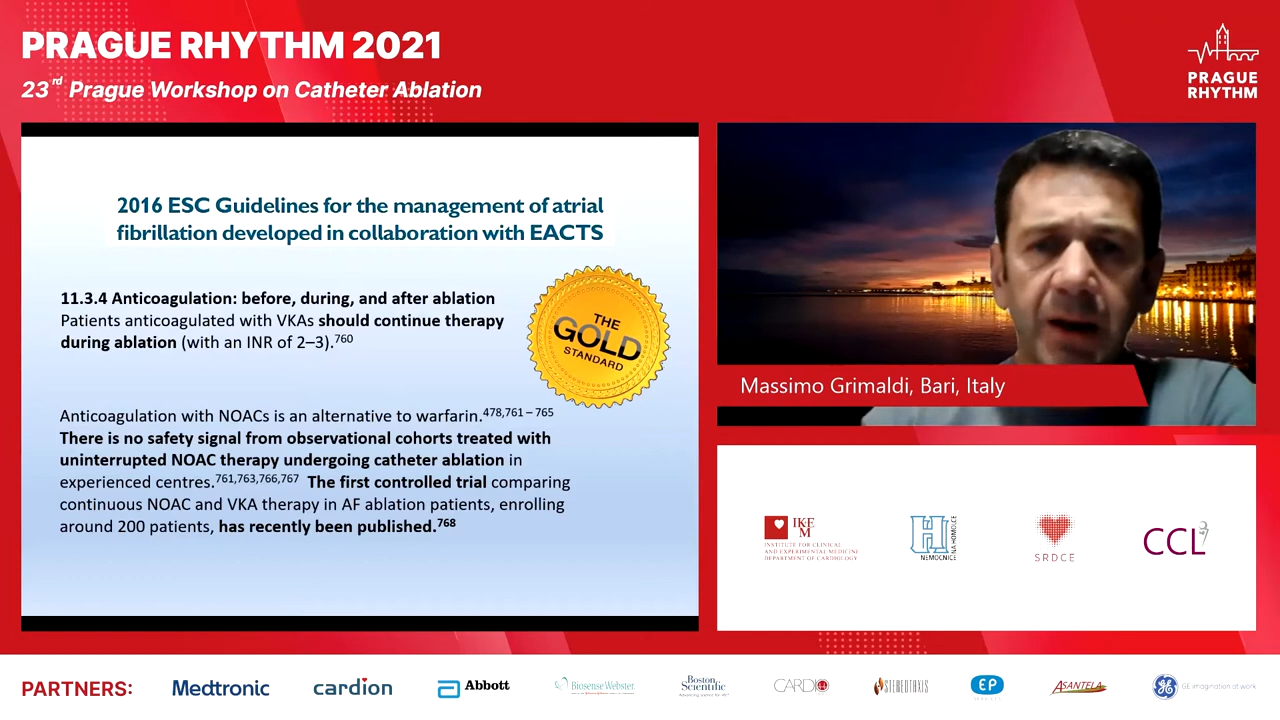 PRAGUE RHYTHM 2021
23rd Prague Workshop on Catheter Ablation
PRAGUE
RHYTHM
2016 ESC Guidelines for the management of atrial
fibrillation developed in collaboration with EACTS
11.3.4 Anticoagulation: before, during, and after ablation
Patients anticoagulated with VKAs should continue therapy
during ablation (with an INR of 2–3).760
THE
GOLD
STANDARD
Anticoagulation with NOACs is an alternative to warfarin.478,761–765
There is no safety signal from observational cohorts treated with
uninterrupted NOAC therapy undergoing catheter ablation in
experienced centres.761,763,766,767 The first controlled trial comparing
continuous NOAC and VKA therapy in AF ablation patients, enrolling
around 200 patients, has recently been published.768
Massimo Grimaldi, Bari, Italy
IKE
M
INSTITUTE FOR CLINICAL
AND EXPERIMENTAL MEDICINE
DEPARTMENT OF CARDIOLOGY
NEMOCNICE
NA HOMOLCE
SRDCE
CCL
PARTNERS:
Medtronic
cardion
Abbott
Biosense Webster
Boston
Scientific
CARDIO
STEREOTAXIS
EP
SERVICES
ASANTELA
GE imagination at work